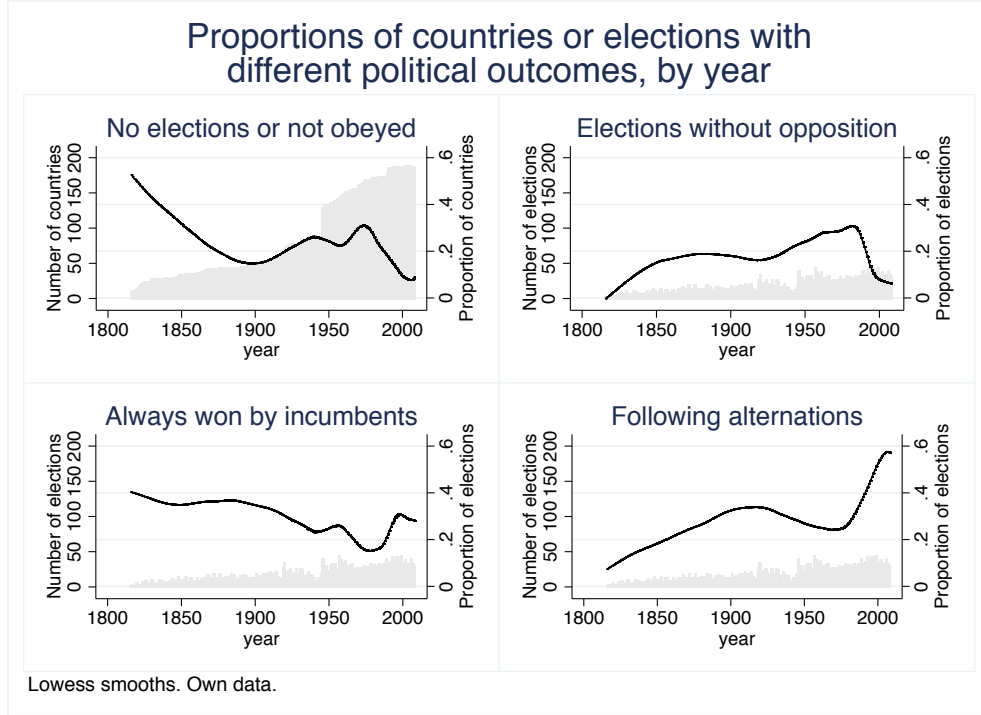 Proportions of countries or elections with
different political outcomes, by year
No elections or not obeyed
Number of countries
0 50 100 150 200
Proportion of countries
0 .2 .4 .6
1800 1850 1900 1950 2000
year
Elections without opposition
Number of elections
0 50 100 150 200
Proportion of elections
0 .2 .4 .6
1800 1850 1900 1950 2000
year
Always won by incumbents
Number of elections
0 50 100 150 200
Proportion of elections
0 .2 .4 .6
1800 1850 1900 1950 2000
year
Following alternations
Number of elections
0 50 100 150 200
Proportion of elections
0 .2 .4 .6
1800 1850 1900 1950 2000
year
Lowess smooths. Own data.